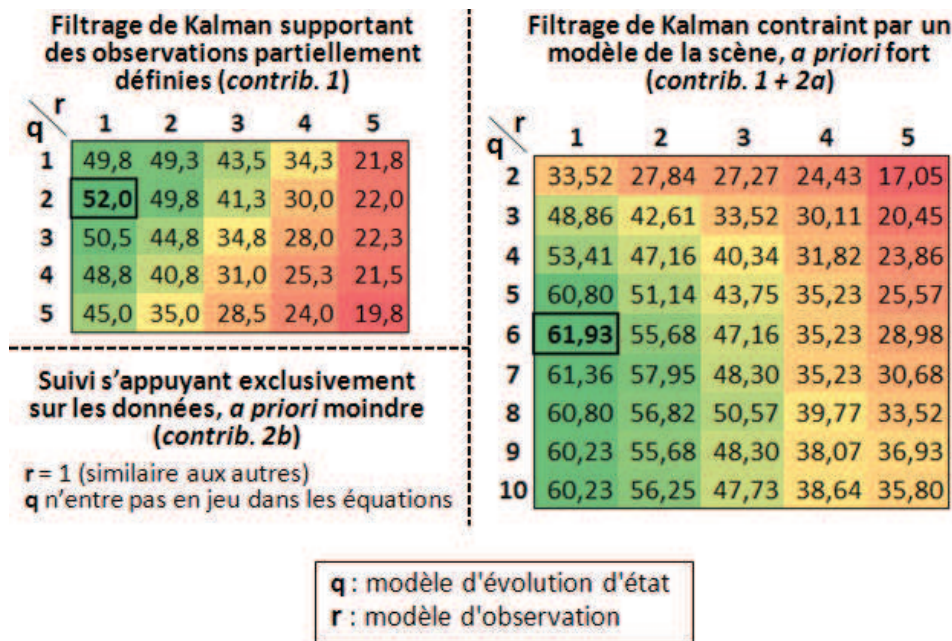 Filtrage de Kalman supportant
des observations partiellement
définies (contrib. 1)
r
q 1 2 3 4 5
1 49,8 49,3 43,5 34,3 21,8
2 52,0 49,8 41,3 30,0 22,0
3 50,5 44,8 34,8 28,0 22,3
4 48,8 40,8 31,0 25,3 21,5
5 45,0 35,0 28,5 24,0 19,8
Suivi s'appuyant exclusivement
sur les données, a priori moindre
(contrib. 2b)
r = 1 (similaire aux autres)
q n'entre pas en jeu dans les équations
Filtrage de Kalman contraint par un
modèle de la scène, a priori fort
(contrib. 1 + 2a)
r
q 1 2 3 4 5
2 33,52 27,84 27,27 24,43 17,05
3 48,86 42,61 33,52 30,11 20,45
4 53,41 47,16 40,34 31,82 23,86
5 60,80 51,14 43,75 35,23 25,57
6 61,93 55,68 47,16 35,23 28,98
7 61,36 57,95 48,30 35,23 30,68
8 60,80 56,82 50,57 39,77 33,52
9 60,23 55,68 48,30 38,07 36,93
10 60,23 56,25 47,73 38,64 35,80
q : modèle d'évolution d'état
r : modèle d'observation